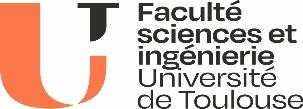 Faculté
sciences et
ingénierie
Université
de Toulouse